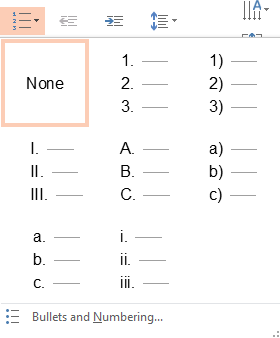 None
1.
2.
3.
1)
2)
3)
I.
II.
III.
A.
B.
C.
a)
b)
c)
a.
b.
c.
i.
ii.
iii.
Bullets and Numbering...